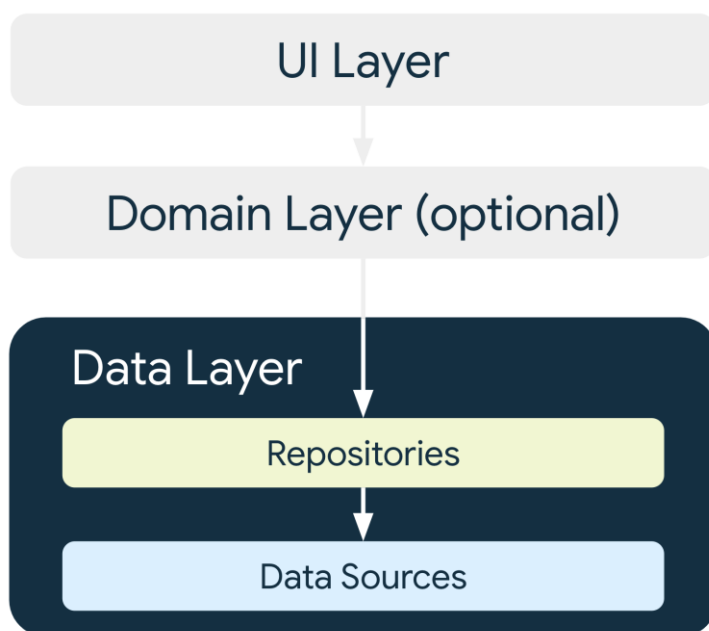 UI Layer
Domain Layer (optional)
Data Layer
Repositories
Data Sources